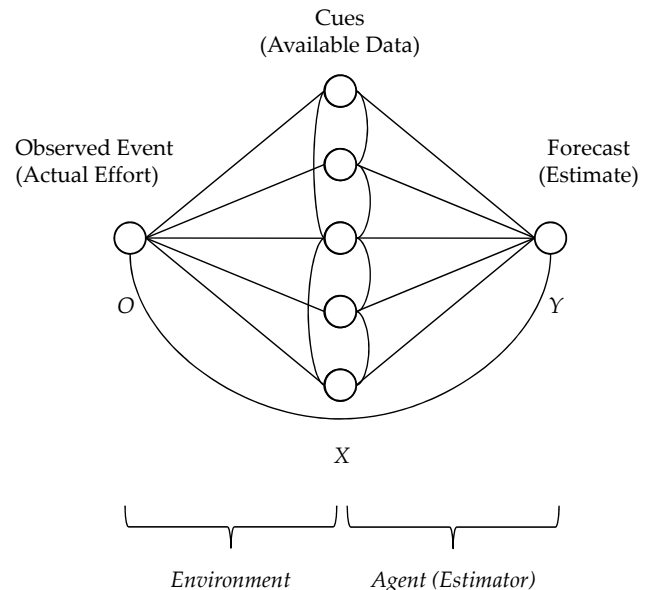 Cues
(Available Data)
Observed Event
(Actual Effort)
Forecast
(Estimate)
O
Y
X
Environment
Agent (Estimator)